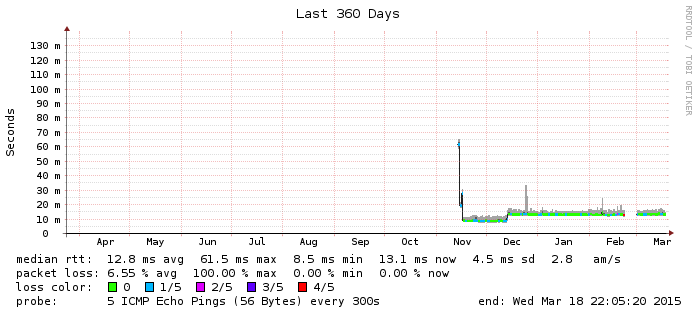 Last 360 Days
RRDTOOL / TOBI OETIKER
Seconds
130 m
120 m
110 m
100 m
90 m
80 m
70 m
60 m
50 m
40 m
30 m
20 m
10 m
0
Apr May Jun Jul Aug Sep Oct Nov Dec Jan Feb Mar
median rtt: 12.8 ms avg 61.5 ms max 8.5 ms min 13.1 ms now 4.5 ms sd 2.8 am/s
packet loss: 6.55 % avg 100.00 % max 0.00 % min 0.00 % now
loss color: 0 1/5 2/5 3/5 4/5
probe: 5 ICMP Echo Pings (56 Bytes) every 300s end: Wed Mar 18 22:05:20 2015